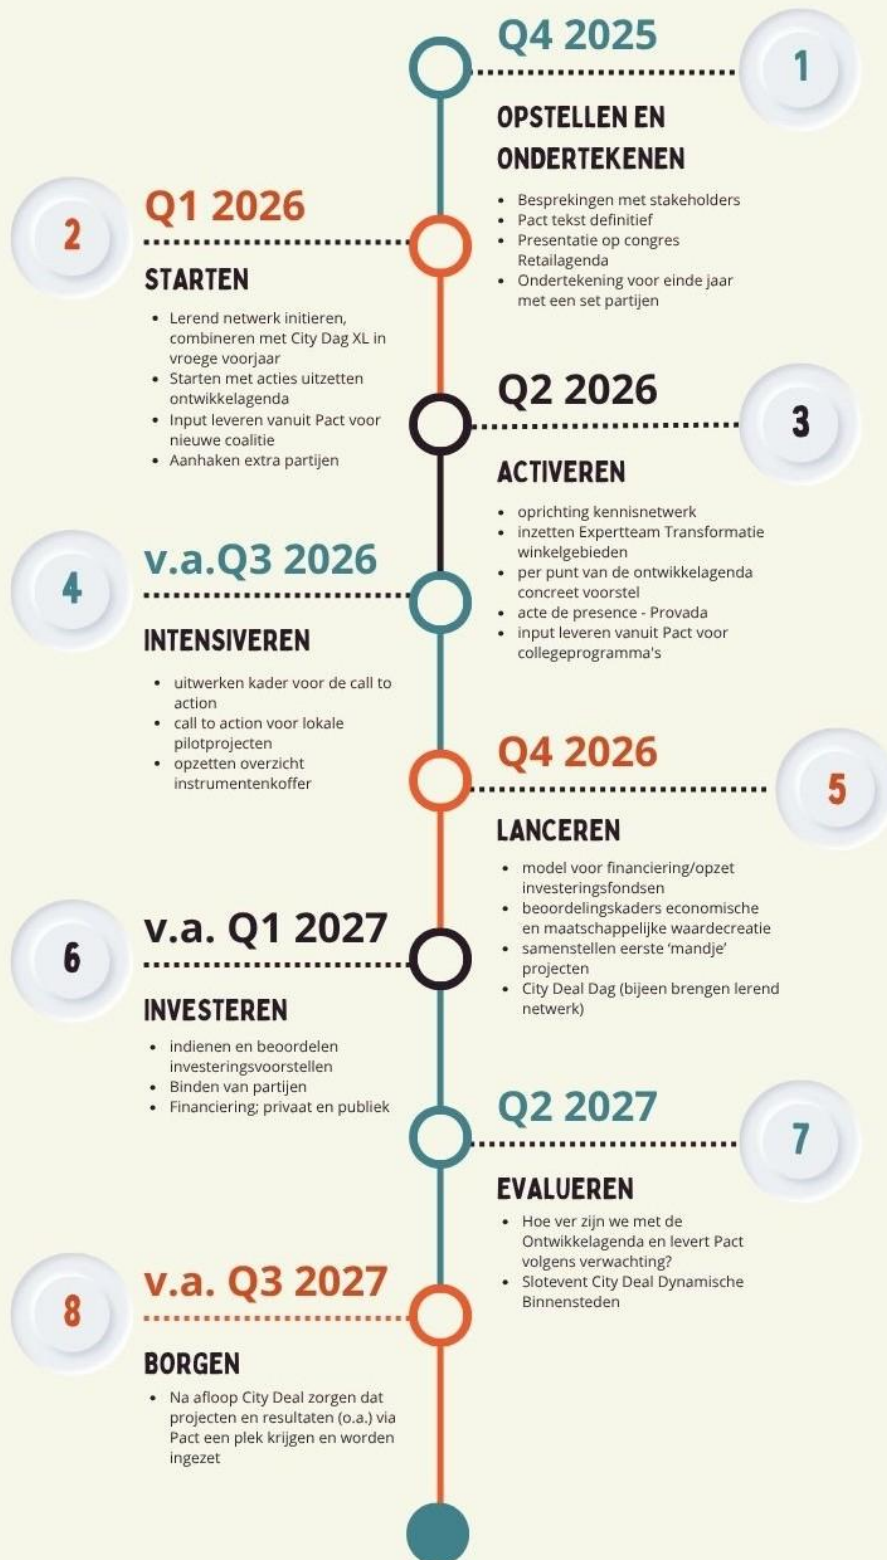 Q4 2025
1
OPSTELLEN EN
ONDERTEKENEN
• Besprekingen met stakeholders
• Pact tekst definitief
• Presentatie op congres
Retailagenda
• Ondertekening voor einde jaar
met een set partijen
2
Q1 2026
STARTEN
• Lerend netwerk initieren,
combineren met City Dag XL in
vroege voorjaar
• Starten met acties uitzetten
ontwikkelagenda
• Input leveren vanuit Pact voor
nieuwe coalitie
• Aanhaken extra partijen
Q2 2026
3
ACTIVEREN
• oprichting kennisnetwerk
• inzetten Expertteam Transformatie
winkelgebieden
• per punt van de ontwikkelagenda
concreet voorstel
• acte de presence - Provada
• input leveren vanuit Pact voor
collegeprogramma's
4
v.a.Q3 2026
INTENSIVEREN
• uitwerken kader voor de call to
action
• call to action voor lokale
pilotprojecten
• opzetten overzicht
instrumentenkoffer
Q4 2026
5
LANCEREN
• model voor financiering/opzet
investeringsfondsen
• beoordelingskaders economische
en maatschappelijke waardecreatie
• samenstellen eerste ‘mandje’
projecten
• City Deal Dag (bijeen brengen lerend
netwerk)
6
v.a. Q1 2027
INVESTEREN
• indienen en beoordelen
investeringsvoorstellen
• Binden van partijen
• Financiering; privaat en publiek
Q2 2027
7
EVALUEREN
• Hoe ver zijn we met de
Ontwikkelagenda en levert Pact
volgens verwachting?
• Slotevent City Deal Dynamische
Binnensteden
8
v.a. Q3 2027
BORGEN
• Na afloop City Deal zorgen dat
projecten en resultaten (o.a.) via
Pact een plek krijgen en worden
ingezet